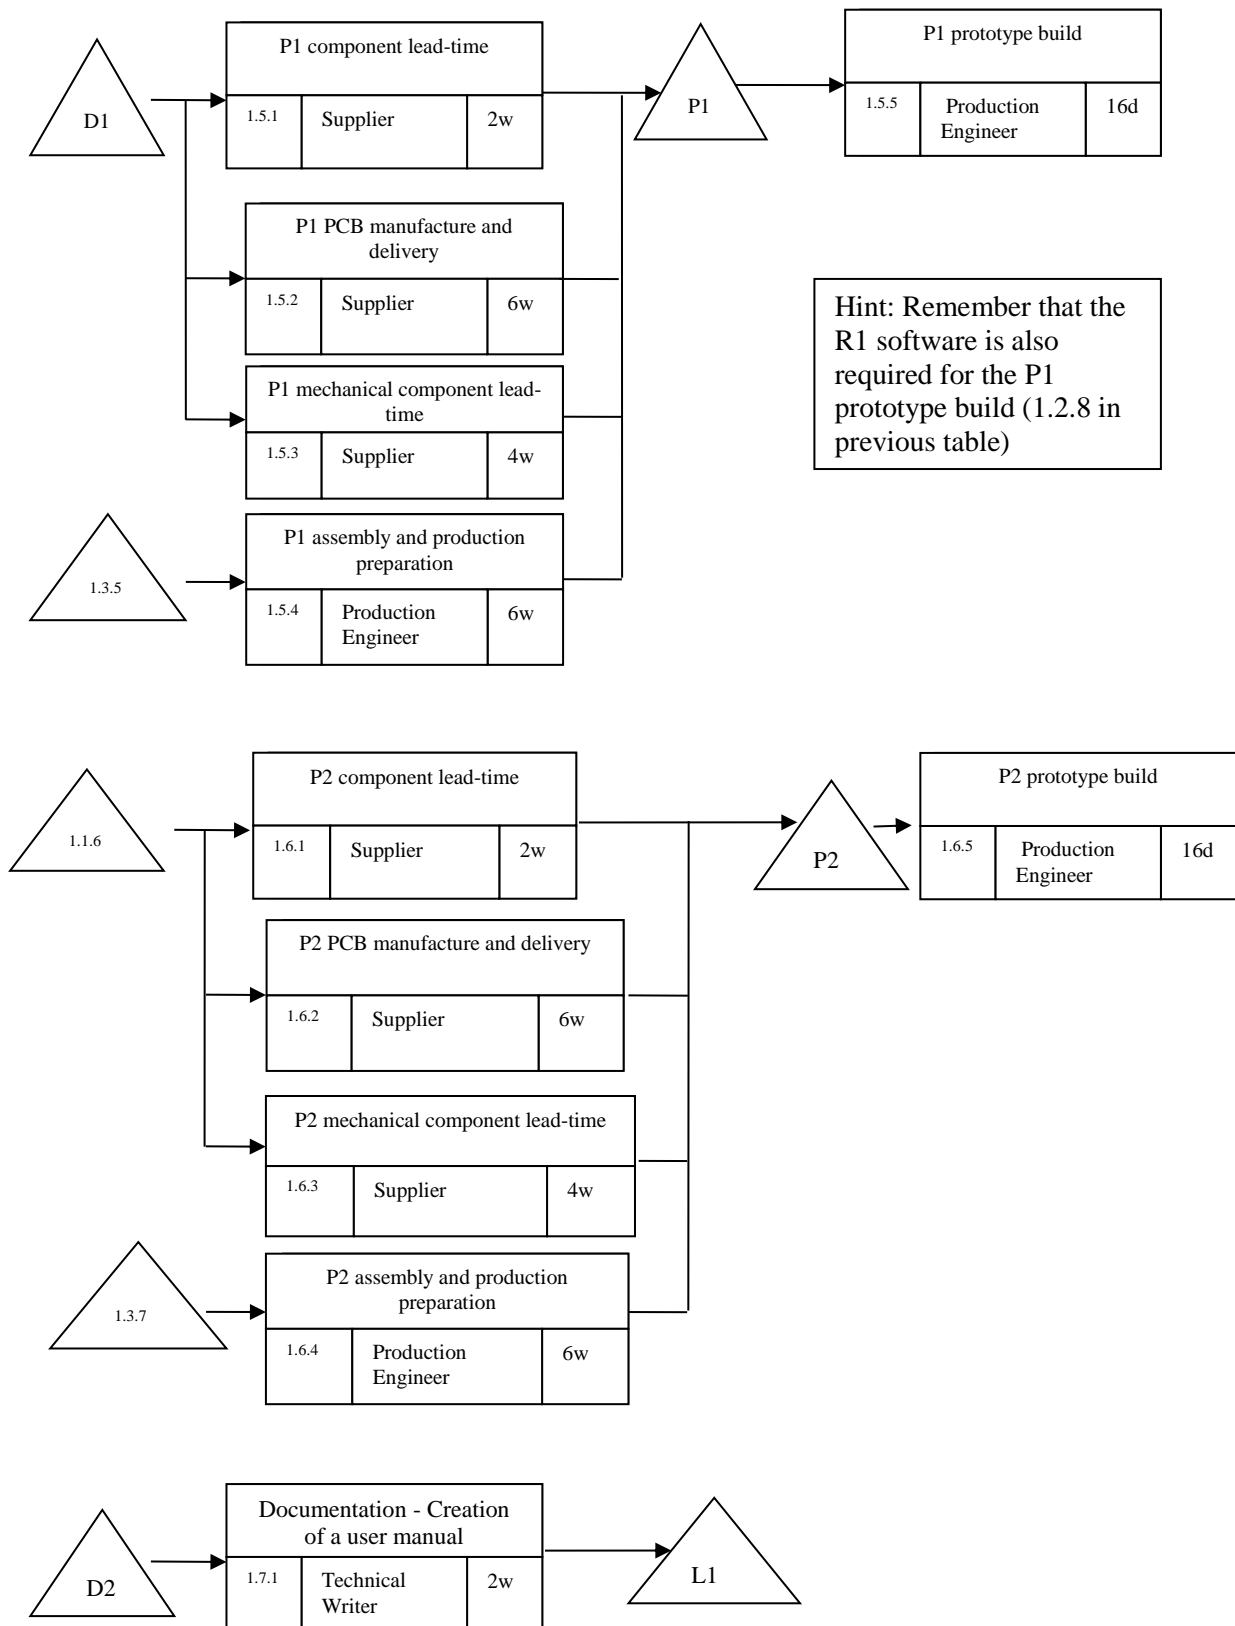 P1 component lead-time
D1
1.5.1
Supplier
2w
P1
P1 prototype build
1.5.5
Production
Engineer
16d
P1 PCB manufacture and
delivery
1.5.2
Supplier
6w
Hint: Remember that the
R1 software is also
required for the P1
prototype build (1.2.8 in
previous table)
P1 mechanical component lead-
time
1.5.3
Supplier
4w
1.3.5
P1 assembly and production
preparation
1.5.4
Production
Engineer
6w
1.1.6
P2 component lead-time
1.6.1
Supplier
2w
P2
P2 prototype build
1.6.5
Production
Engineer
16d
P2 PCB manufacture and delivery
1.6.2
Supplier
6w
P2 mechanical component lead-time
1.6.3
Supplier
4w
1.3.7
P2 assembly and production
preparation
1.6.4
Production
Engineer
6w
D2
Documentation - Creation
of a user manual
1.7.1
Technical
Writer
2w
L1